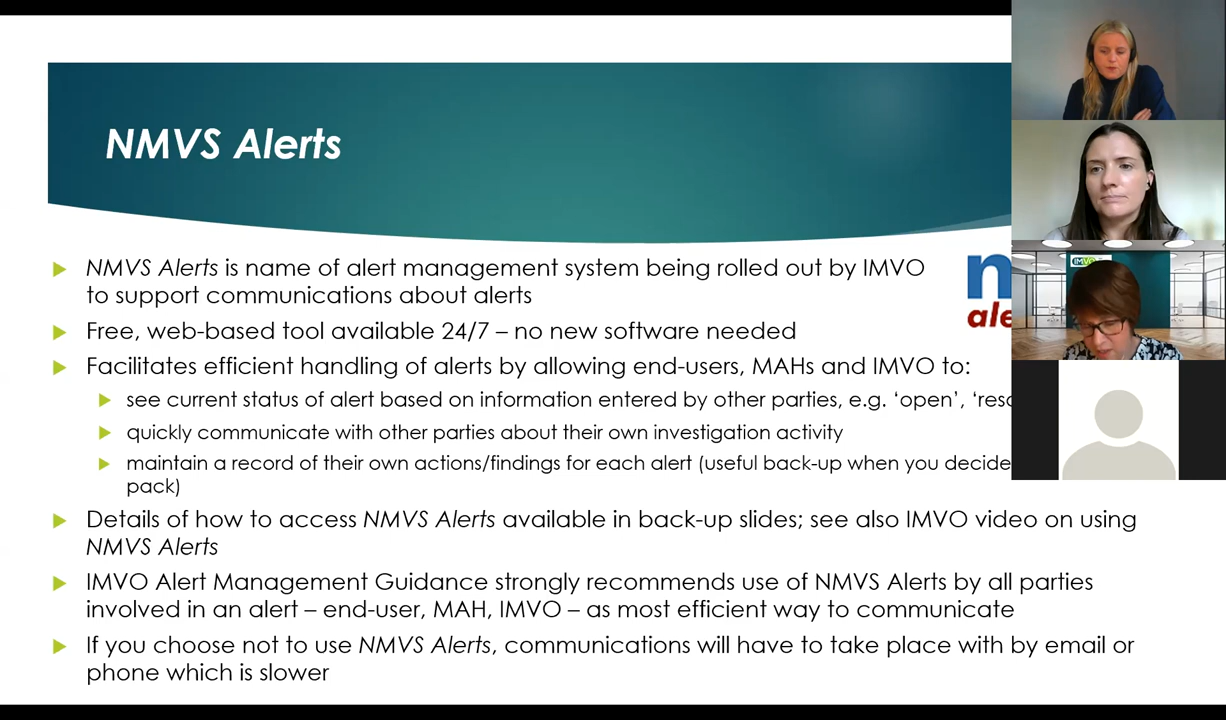 NMVS Alerts
NMVS Alerts is name of alert management system being rolled out by IMVO
to support communications about alerts
Free, web-based tool available 24/7 – no new software needed
Facilitates efficient handling of alerts by allowing end-users, MAHs and IMVO to:
see current status of alert based on information entered by other parties, e.g. ‘open’,
quickly communicate with other parties about their own investigation activity
maintain a record of their own actions/findings for each alert (useful back-up when you decide
pack)
Details of how to access NMVS Alerts available in back-up slides; see also IMVO video on using
NMVS Alerts
IMVO Alert Management Guidance strongly recommends use of NMVS Alerts by all parties
involved in an alert – end-user, MAH, IMVO – as most efficient way to communicate
If you choose not to use NMVS Alerts, communications will have to take place with by email or
phone which is slower